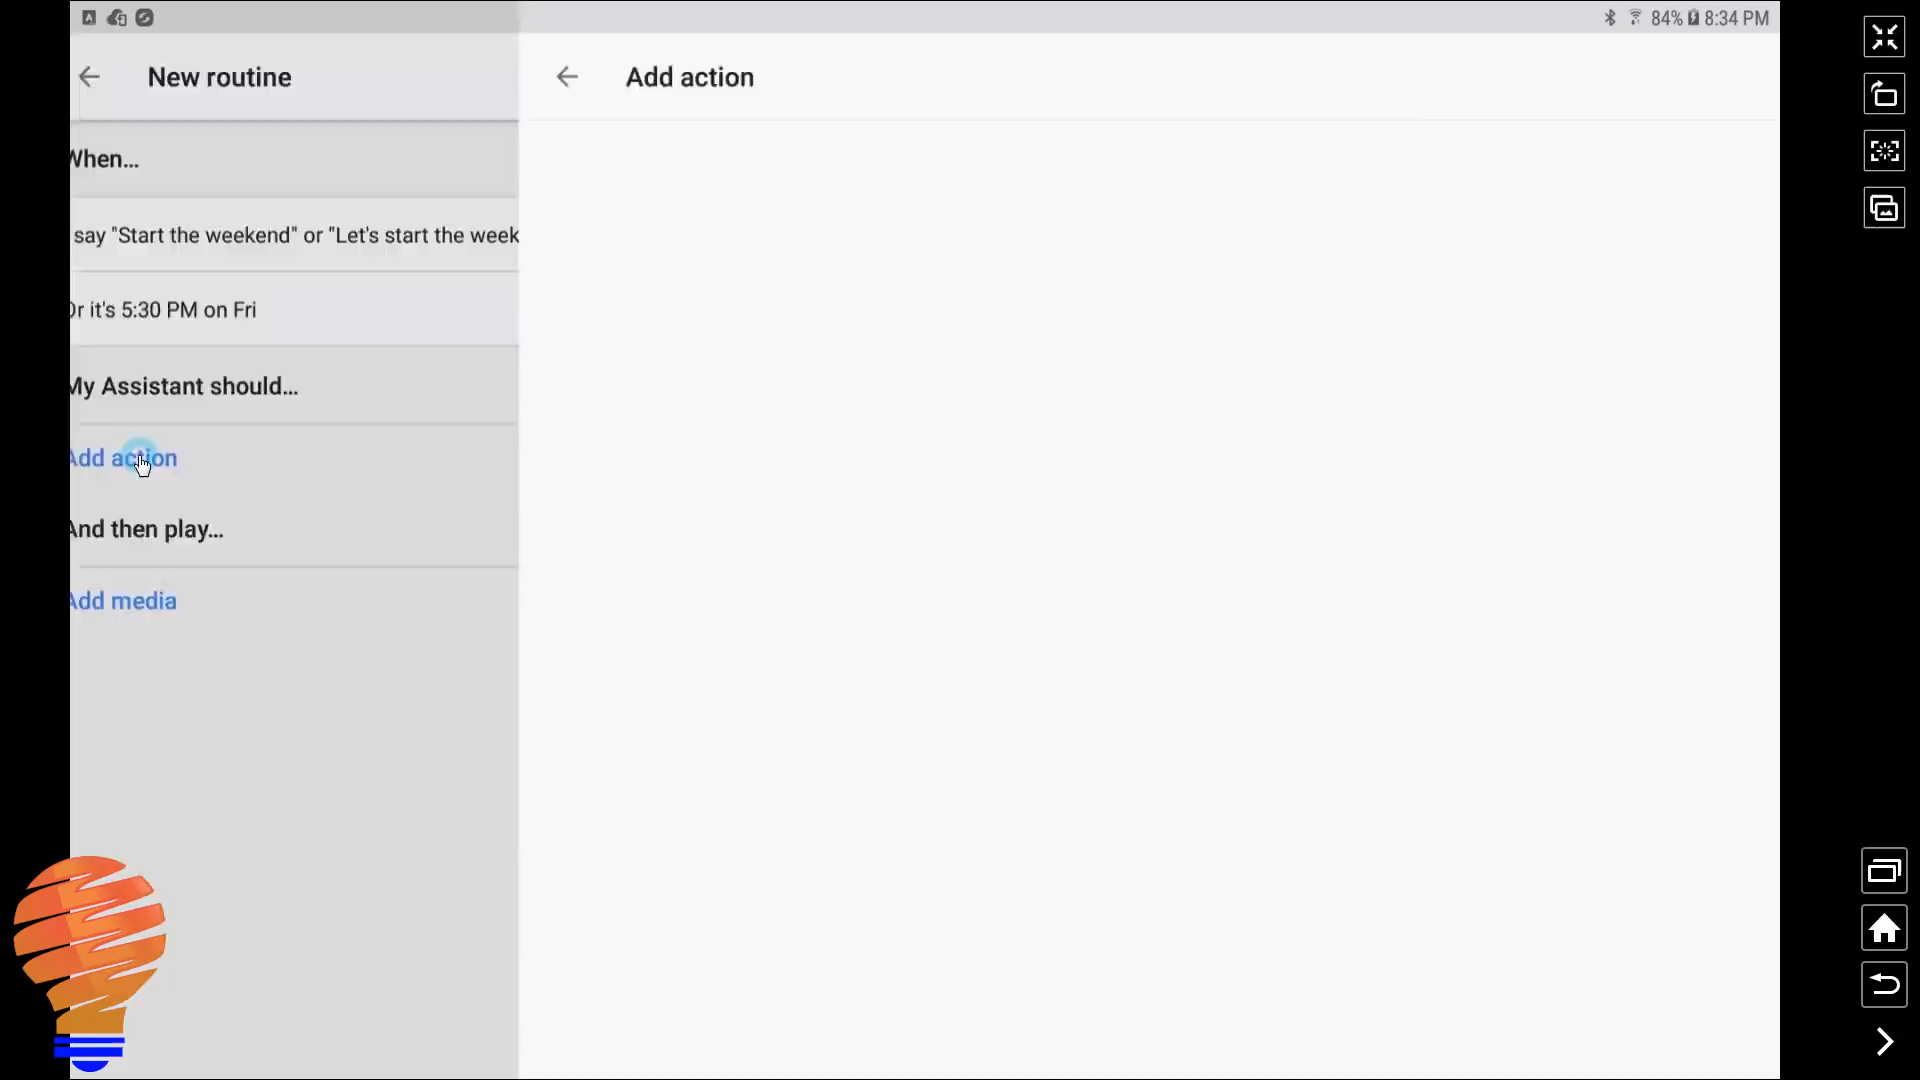 84% 8:34 PM
New routine
Add action
When...
say "Start the weekend" or "Let's start the week
Or it's 5:30 PM on Fri
My Assistant should...
Add action
And then play...
Add media